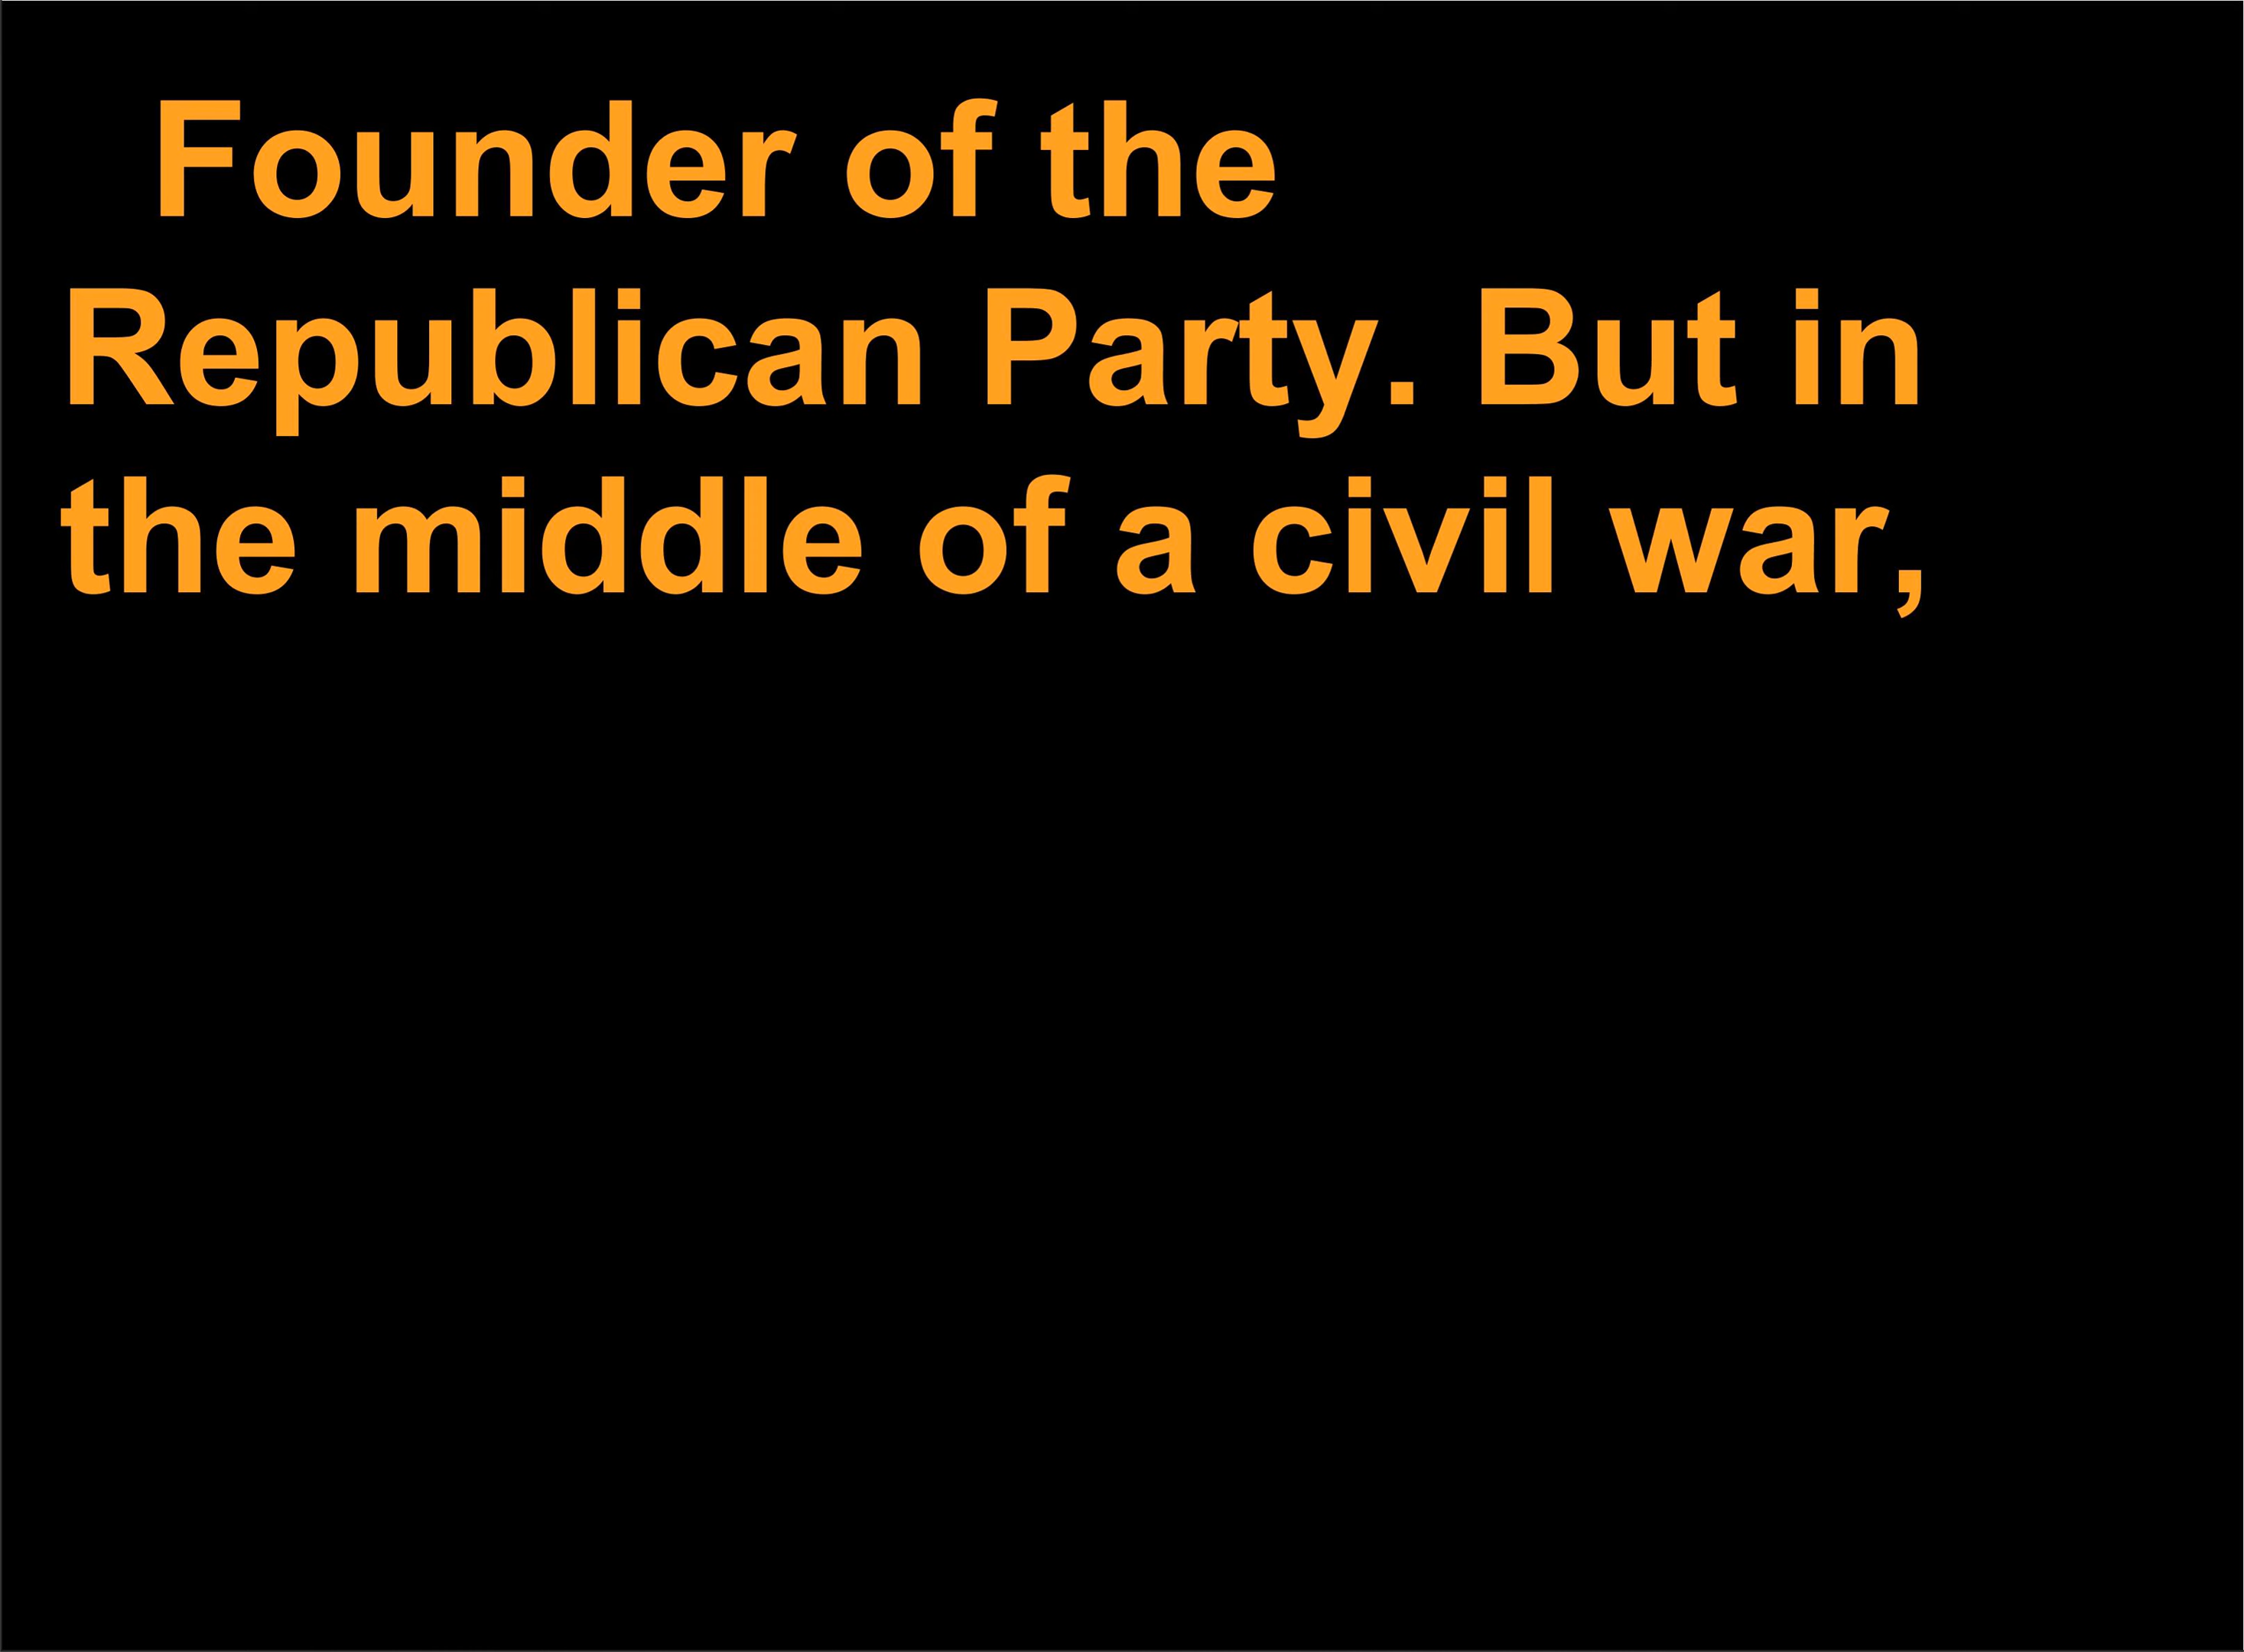 Founder of the
Republican Party. But in
the middle of a civil war,